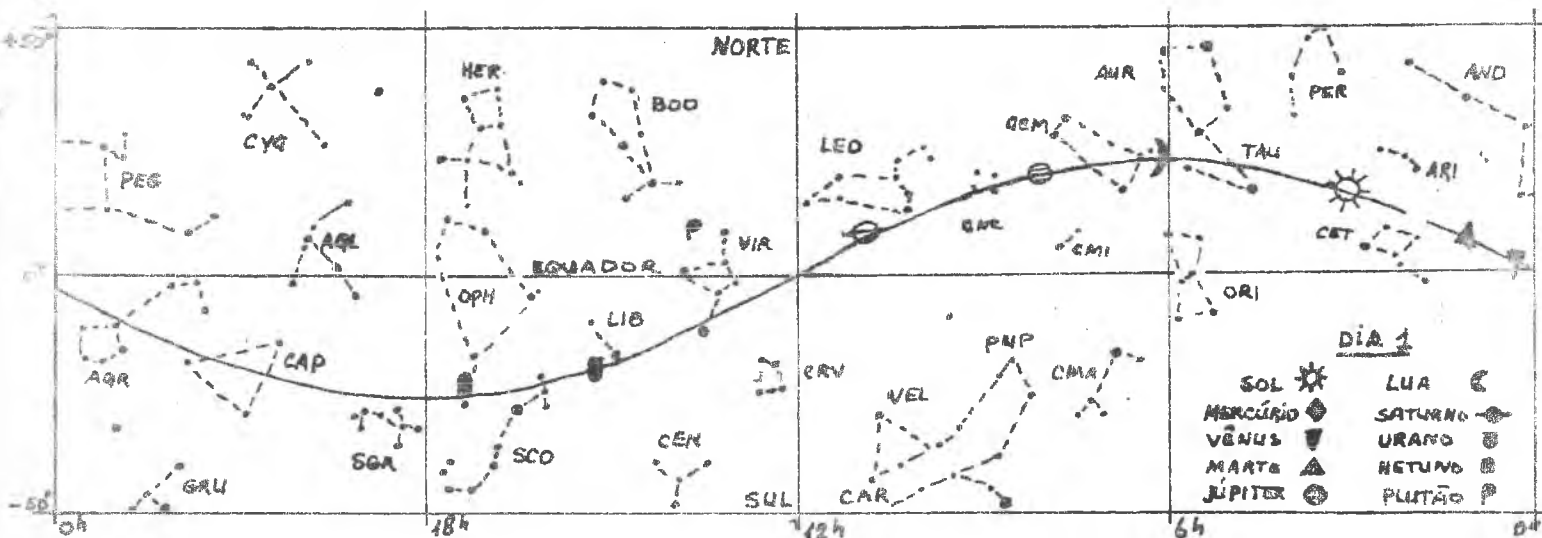 +50°
NORTE
HER
BOO
AUR
PER
AND
CYG
PEG
LEO
GEM
TAU
ARI
AQL
VIR
CNC
CMI
CET
0°
EQUADOR
OPH
ORI
LIB
AQR
CAP
CRV
PUP
CMA
VEL
SGR
SCO
CEN
GRU
SUL
CAR
-50°
0h
18h
12h
6h
0h
DIA 1
SOL
LUA
MERCÚRIO
SATURNO
VÊNUS
URANO
MARTE
NETUNO
JÚPITER
PLUTÃO